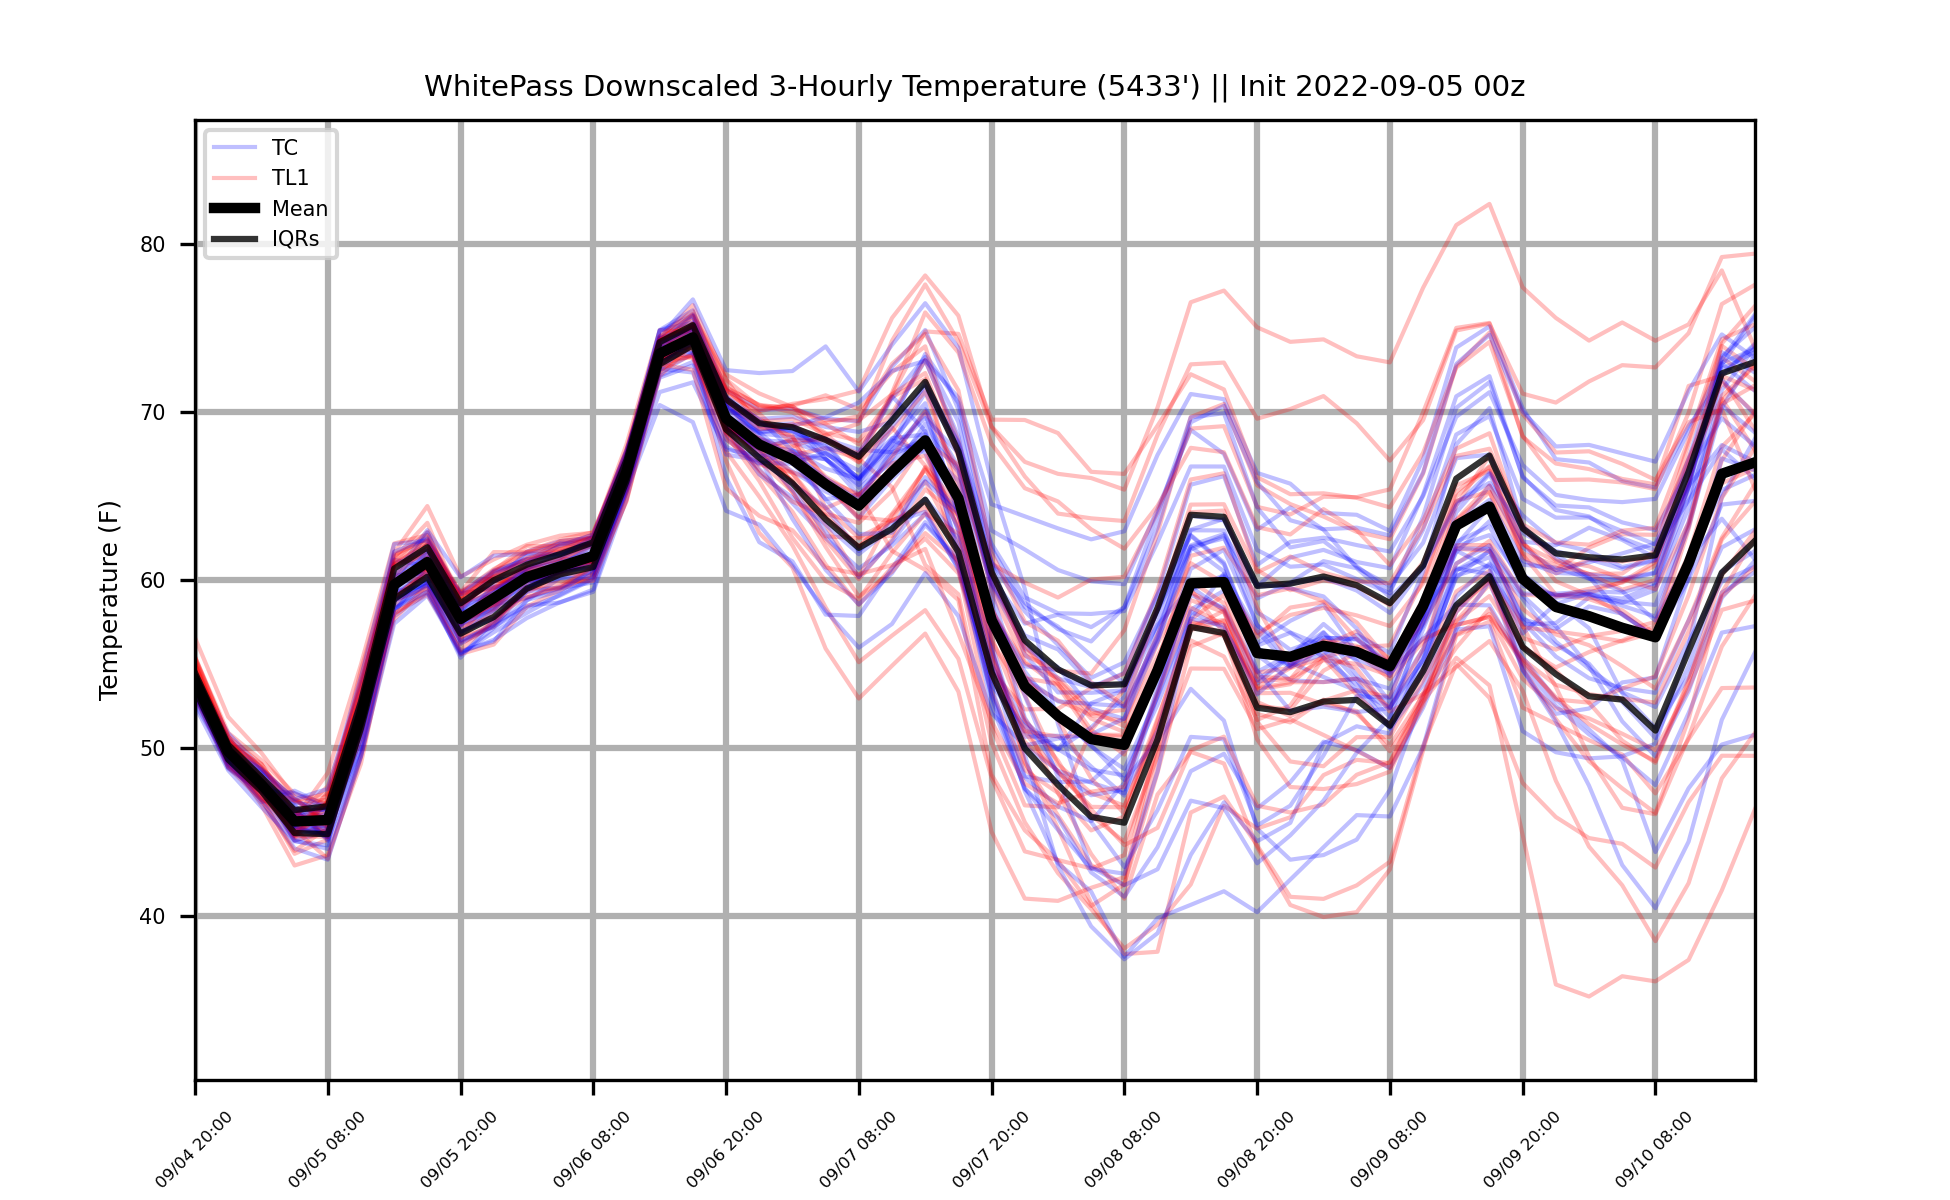 WhitePass Downscaled 3-Hourly Temperature (5433') || Init 2022-09-05 00z
TC
TL1
Mean
IQRs
Temperature (F)
80
70
60
50
40
09/04 20:00
09/05 08:00
09/05 20:00
09/06 08:00
09/06 20:00
09/07 08:00
09/07 20:00
09/08 08:00
09/08 20:00
09/09 08:00
09/09 20:00
09/10 08:00